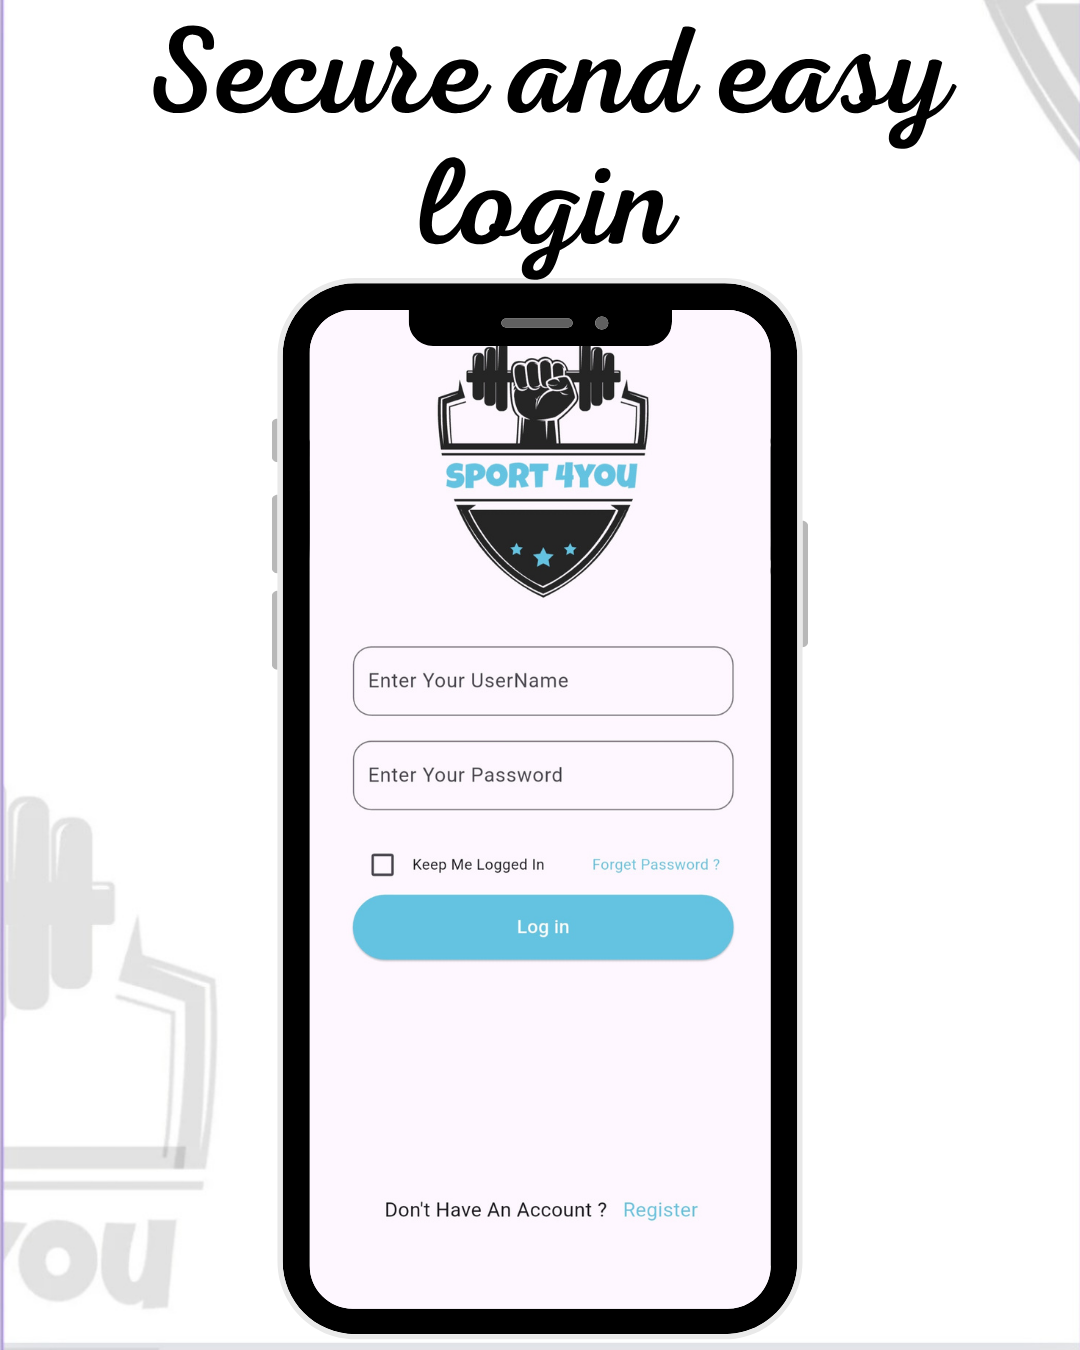 Secure and easy
login
SPORT 4YOU
Enter Your UserName
Enter Your Password
Keep Me Logged In Forget Password ?
Log in
Don't Have An Account ? Register
you